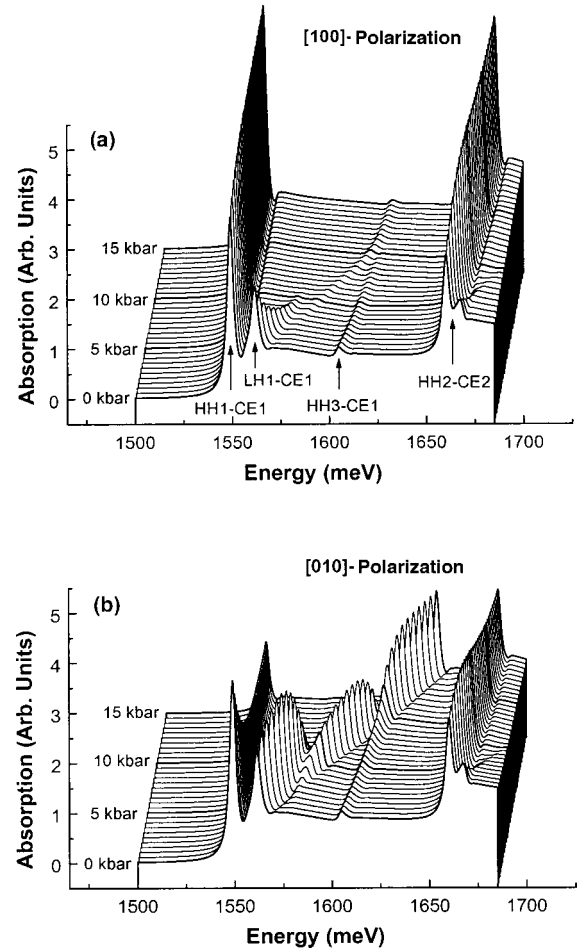 [100]- Polarization
(a)
Absorption (Arb. Units)
5
4
3
2
1
0
15 kbar
10 kbar
5 kbar
0 kbar
HH1-CE1
LH1-CE1
HH3-CE1
HH2-CE2
1500
1550
1600
1650
1700
Energy (meV)
[010]- Polarization
(b)
Absorption (Arb. Units)
5
4
3
2
1
0
15 kbar
10 kbar
5 kbar
0 kbar
1500
1550
1600
1650
1700
Energy (meV)